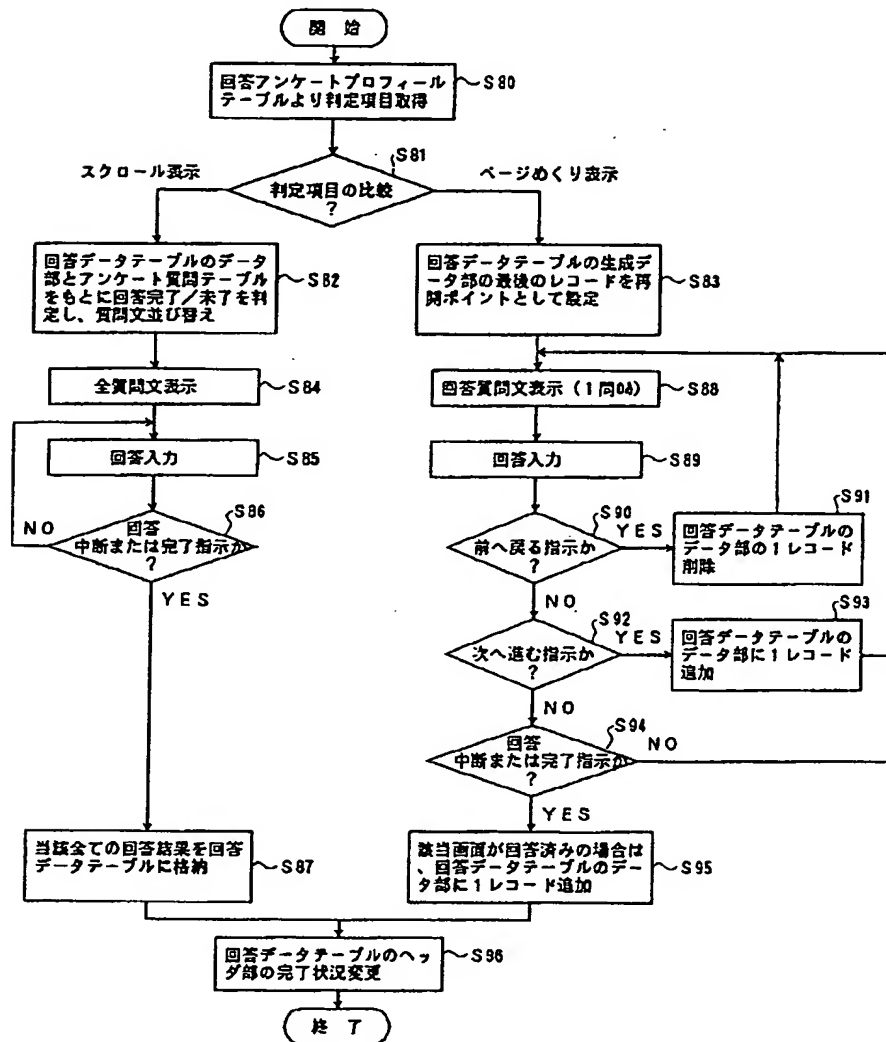 開 始
回答アンケートプロフィール
テーブルより判定項目取得
S80
S81
スクロール表示
ページめくり表示
判定項目の比較
?
回答データテーブルのデータ
部とアンケート質問テーブル
をもとに回答完了/未了を判
定し、質問文並び替え
S82
回答データテーブルの生成デ
ータ部の最後のレコードを再
開ポイントとして設定
S83
全質問文表示
S84
回答質問文表示(1問
S88
回答入力
S85
回答入力
S89
S86
回答
中断または完了指示か
?
NO
YES
S90
前へ戻る指示か
?
YES
NO
S91
回答データテーブルの
データ部の1レコード
削除
S92
次へ進む指示か
?
YES
NO
S93
回答データテーブルの
データ部に1レコード
追加
S94
回答
中断または完了指示か
?
NO
YES
当該全ての回答結果を回答
データテーブルに格納
S87
該当画面が回答済みの場合は
、回答データテーブルのデー
タ部に1レコード追加
S95
回答データテーブルのヘッ
ダ部の完了状況変更
S96
終 了